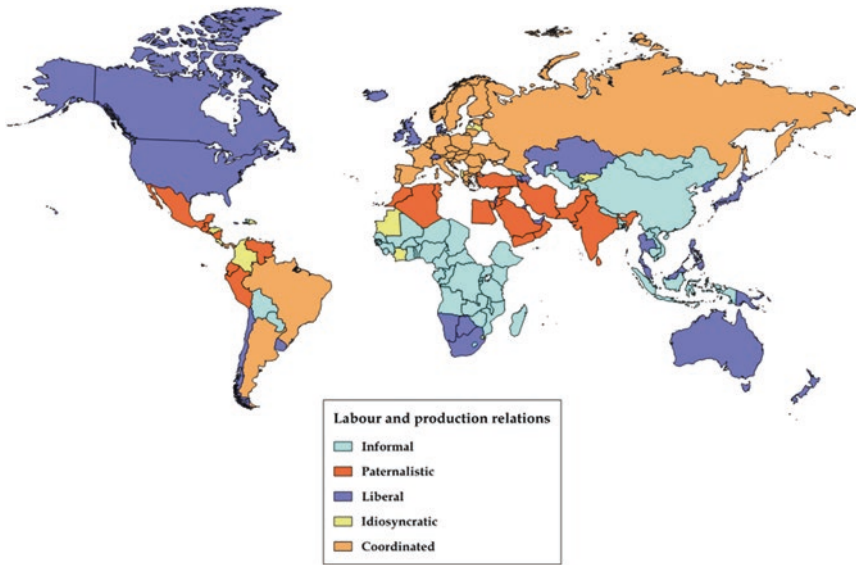 Labour and production relations
Informal
Paternalistic
Liberal
Idiosyncratic
Coordinated